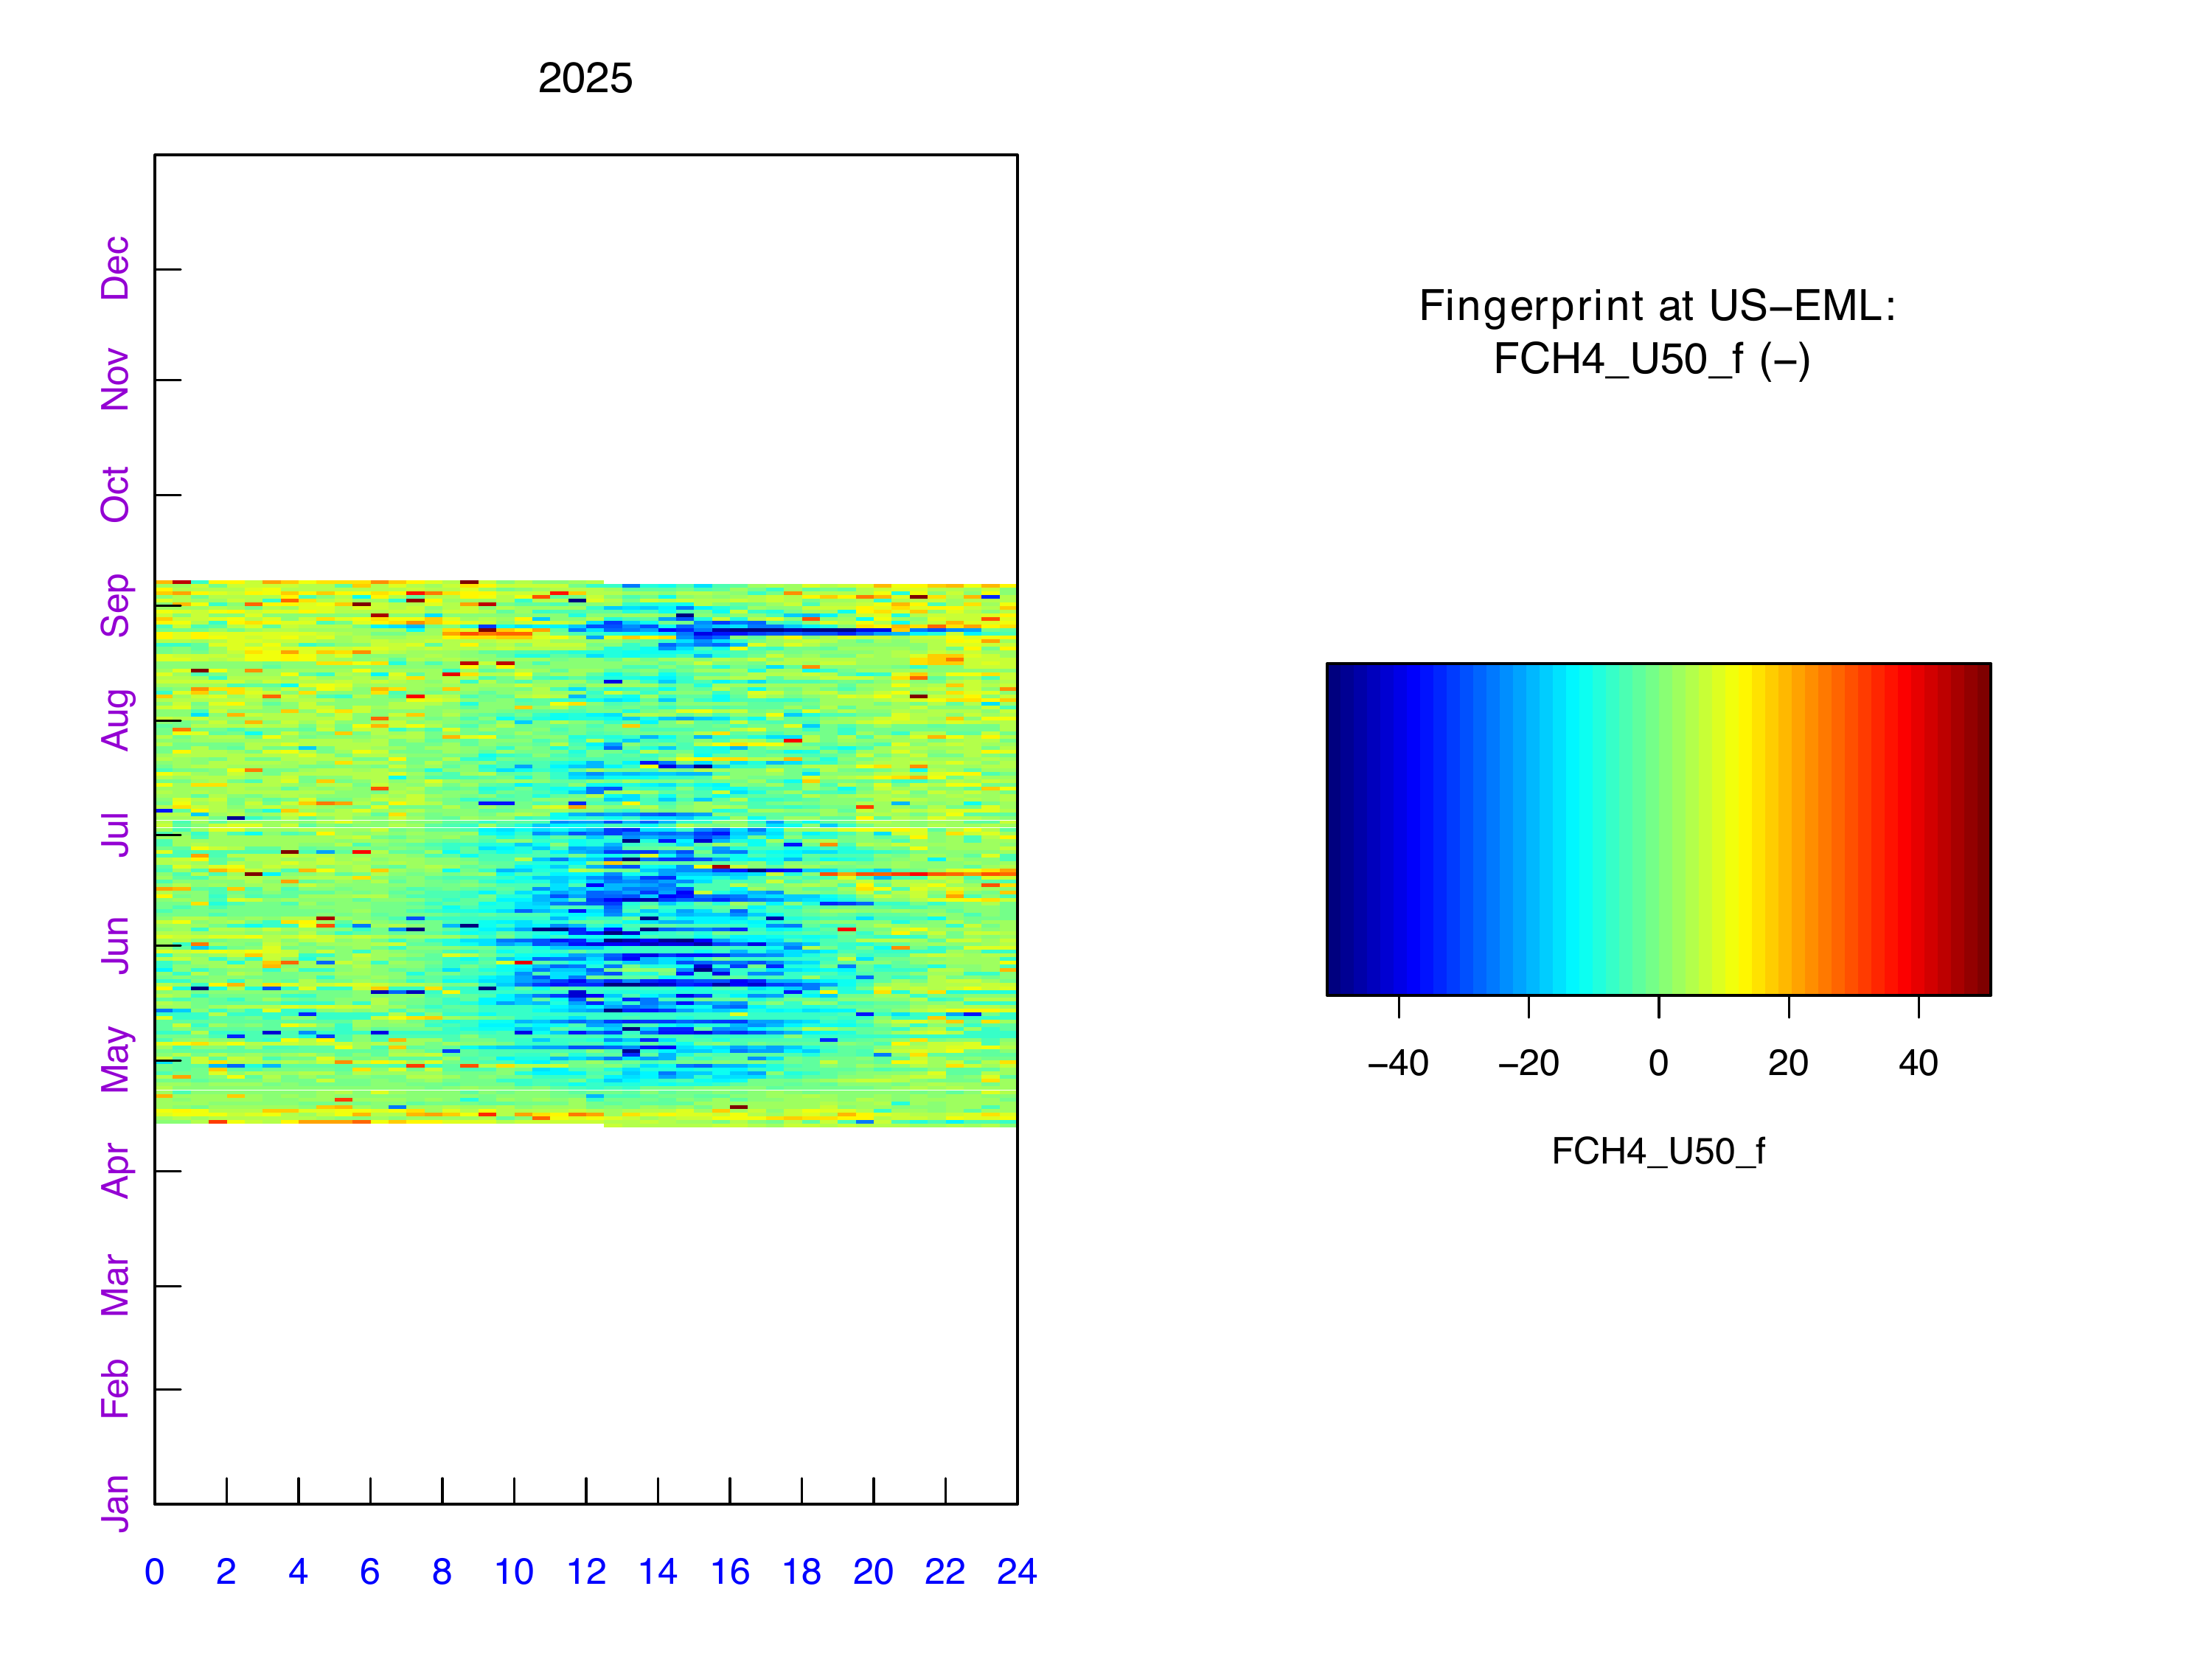 2025
Dec
Nov
Oct
Sep
Aug
Jul
Jun
May
Apr
Mar
Feb
Jan
0 2 4 6 8 10 12 14 16 18 20 22 24
Fingerprint at US−EML:
FCH4_U50_f (−)
−40 −20 0 20 40
FCH4_U50_f